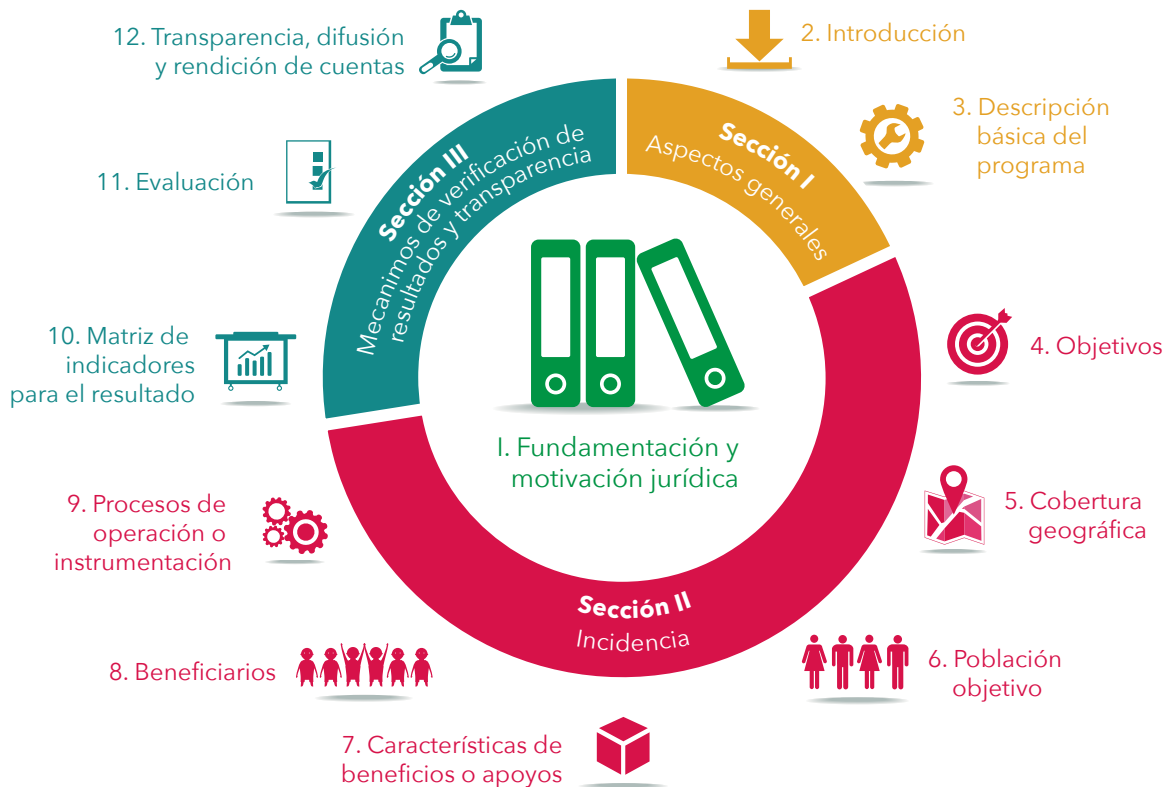 I. Fundamentación y
motivación jurídica
Sección I
Aspectos generales
2. Introducción
3. Descripción
básica del
programa
Sección II
Incidencia
4. Objetivos
5. Cobertura
geográfica
6. Población
objetivo
7. Características de
beneficios o apoyos
8. Beneficiarios
9. Procesos de
operación o
instrumentación
Sección III
Mecanimos de verificación de
resultados y transparencia
10. Matriz de
indicadores
para el resultado
11. Evaluación
12. Transparencia, difusión
y rendición de cuentas